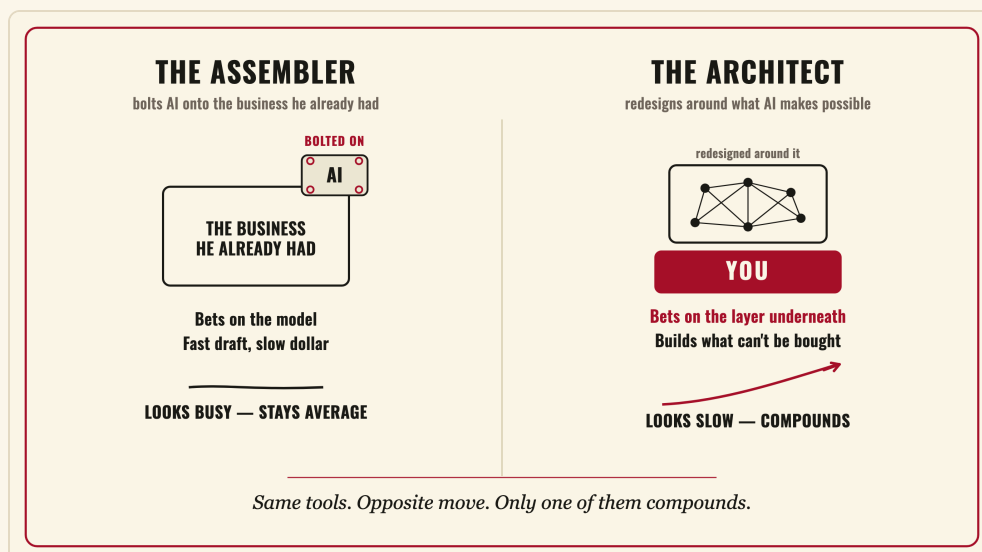 THE ASSEMBLER
bolts AI onto the business he already had
BOLTED ON
AI
THE BUSINESS
HE ALREADY HAD
Bets on the model
Fast draft, slow dollar
LOOKS BUSY — STAYS AVERAGE
THE ARCHITECT
redesigns around what AI makes possible
redesigned around it
YOU
Bets on the layer underneath
Builds what can't be bought
LOOKS SLOW — COMPOUNDS
Same tools. Opposite move. Only one of them compounds.